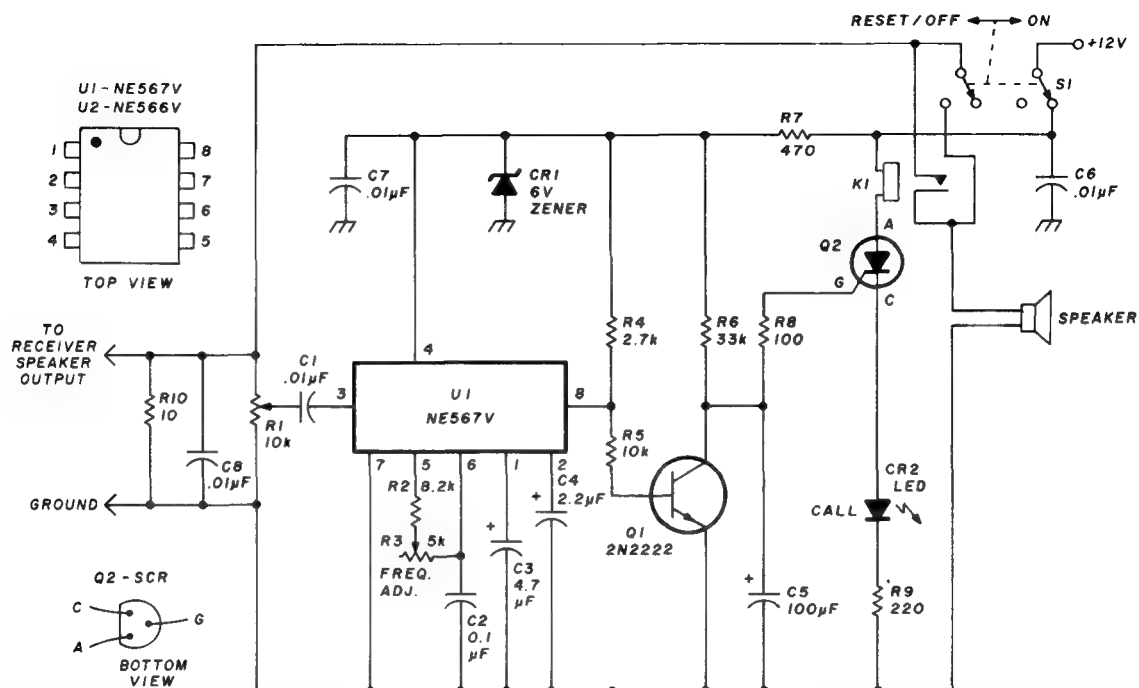 RESET/OFF ON
+12V
S1
U1-NE567V
U2-NE566V
1
2
3
4
8
7
6
5
TOP VIEW
C7
.01µF
CR1
6V
ZENER
R7
470
K1
C6
.01µF
A
Q2
G
C
SPEAKER
TO
RECEIVER
SPEAKER
OUTPUT
R4
2.7k
R6
33k
R8
100
4
C1
.01µF
3
U1
NE567V
8
R10
10
R1
10k
C8
.01µF
7
5
6
1
2
R5
10k
C4
2.2µF
+
R2 8.2k
GROUND
R3 5k
FREQ.
ADJ.
+
C3
4.7
µF
Q1
2N2222
CR2
LED
CALL
Q2-SCR
C
G
A
BOTTOM
VIEW
C2
0.1
µF
+
C5
100µF
R9
220